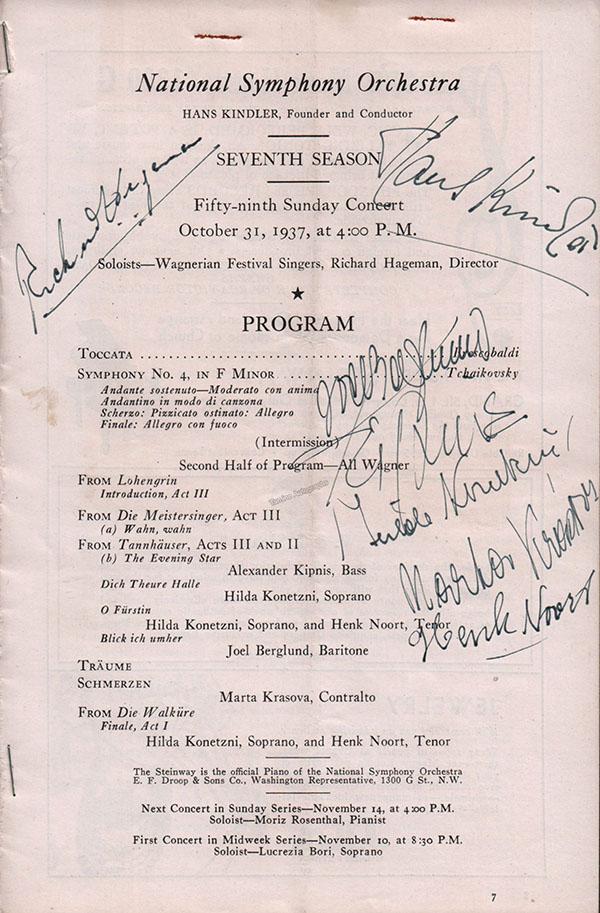 National Symphony Orchestra
HANS KINDLER, Founder and Conductor
SEVENTH SEASON
Fifty-ninth Sunday Concert
October 31, 1937, at 4:00 P. M.
Soloists—Wagnerian Festival Singers, Richard Hageman, Director
Richard Hageman
Hans Kindler
★
PROGRAM
TOCCATA ........ escobaldi
SYMPHONY NO. 4, IN F MINOR ........ Tchaikovsky
Andante sostenuto—Moderato con anima
Andantino in modo di canzona
Scherzo: Pizzicato ostinato: Allegro
Finale: Allegro con fuoco
Joel Berglund
(Intermission)
Second Half of Program—All Wagner
FROM Lohengrin
Introduction, Act III
FROM Die Meistersinger, ACT III
(a) Wahn, wahn
FROM Tannhäuser, ACTS III AND II
(b) The Evening Star
Alexander Kipnis, Bass
Dich Theure Halle
Hilda Konetzni, Soprano
O Fürstin
Hilda Konetzni, Soprano, and Henk Noort, Tenor
Blick ich umher
Joel Berglund, Baritone
Hilde Konetzni
Henk Noort
TRÄUME
SCHMERZEN
Marta Krasova, Contralto
FROM Die Walküre
Finale, Act I
Hilda Konetzni, Soprano, and Henk Noort, Tenor
The Steinway is the official Piano of the National Symphony Orchestra
E. F. Droop & Sons Co., Washington Representative, 1300 G St., N.W.
Next Concert in Sunday Series—November 14, at 4:00 P.M.
Soloist—Moriz Rosenthal, Pianist
First Concert in Midweek Series—November 10, at 8:30 P.M.
Soloist—Lucrezia Bori, Soprano
7
Tamino Autographs